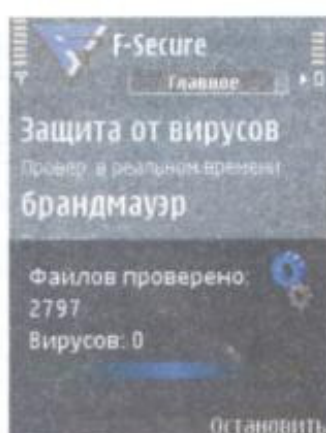 F-Secure
Главное
Защита от вирусов
Провер. в реальном времени
брандмауэр
Файлов проверено:
2797
Вирусов: 0
Остановить